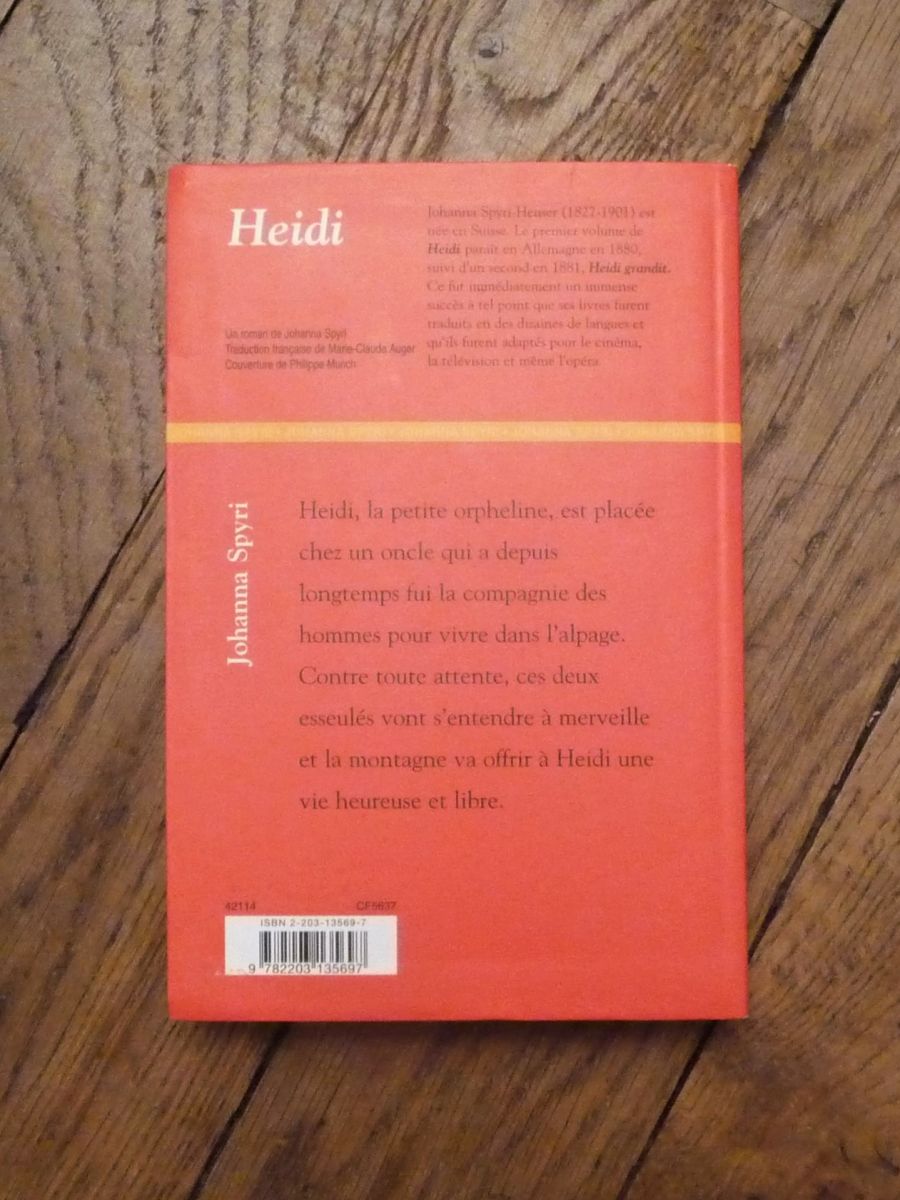 Heidi
Un roman de Johanna Spyri
Traduction française de Marie-Claude Auger
Couverture de Philippe Munch
Johanna Spyri-Heuser (1827-1901) est
née en Suisse. Le premier volume de
Heidi paraît en Allemagne en 1880,
suivi d'un second en 1881, Heidi grandit.
Ce fut immédiatement un immense
succès à tel point que ses livres furent
traduits en des dizaines de langues et
qu'ils furent adaptés pour le cinéma,
la télévision et même l'opéra.
Johanna Spyri
Heidi, la petite orpheline, est placée
chez un oncle qui a depuis
longtemps fui la compagnie des
hommes pour vivre dans l'alpage.
Contre toute attente, ces deux
esseulés vont s'entendre à merveille
et la montagne va offrir à Heidi une
vie heureuse et libre.
42114 CF5637
ISBN 2-203-13569-7
9 782203 135697